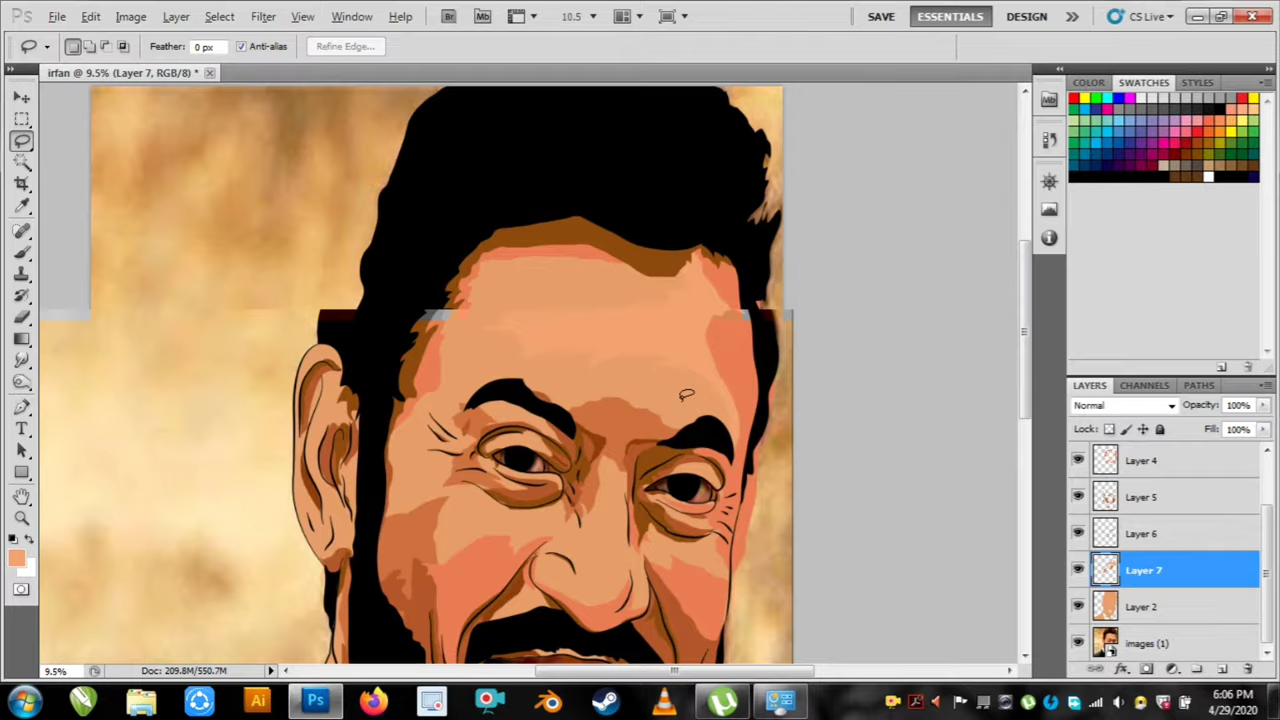 Ps File Edit Image Layer Select Filter View Window Help Br Mb 10.5 SAVE ESSENTIALS DESIGN CS Live
Feather: 0 px Anti-alias Refine Edge...
irfan @ 9.5% (Layer 7, RGB/8) *
COLOR SWATCHES STYLES
Mb
LAYERS CHANNELS PATHS
Normal Opacity: 100%
Lock: Fill: 100%
Layer 4
Layer 5
Layer 6
Layer 7
Layer 2
images (1)
9.5% Doc: 209.8M/550.7M
Ai Ps
6:06 PM
4/29/2020